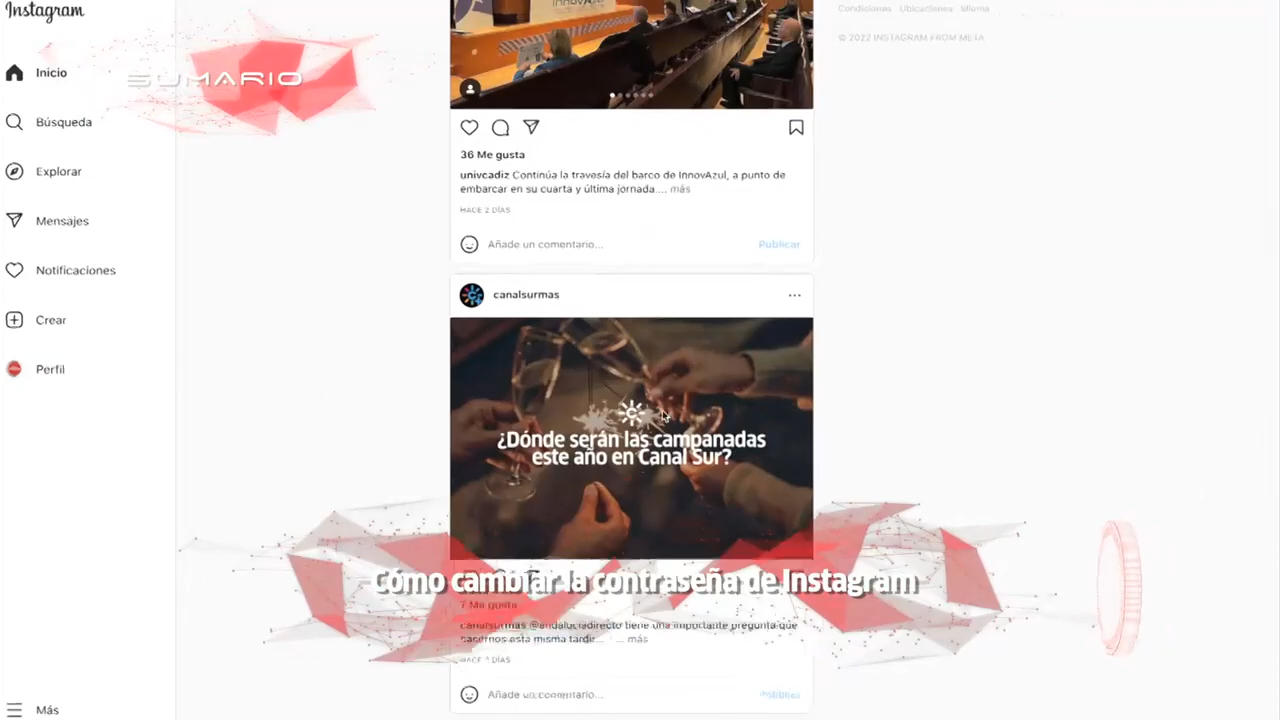 Instagram
SUMARIO
Inicio
Búsqueda
Explorar
Mensajes
Notificaciones
Crear
Perfil
Más
Condiciones Ubicaciones Idioma
© 2022 INSTAGRAM FROM META
36 Me gusta
univcadiz Continúa la travesía del barco de InnovAzul, a punto de
embarcar en su cuarta y última jornada.... más
HACE 2 DÍAS
Añade un comentario...
Publicar
canalsurmas
¿Dónde serán las campanadas
este año en Canal Sur?
Cómo cambiar la contraseña de Instagram
7 Me gusta
canalsurmas @andaluciadirecto tiene una importante pregunta que
hacernos esta misma tarde... más
DÍAS
Añade un comentario...